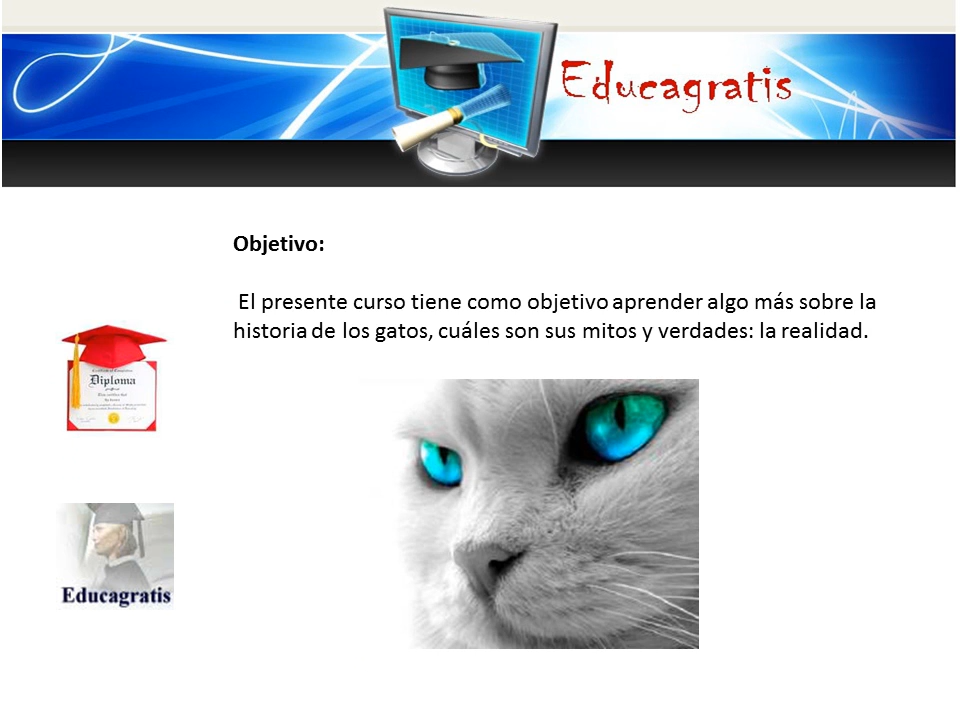 Educagratis
Objetivo:
El presente curso tiene como objetivo aprender algo más sobre la
historia de los gatos, cuáles son sus mitos y verdades: la realidad.
Diploma
Educagratis